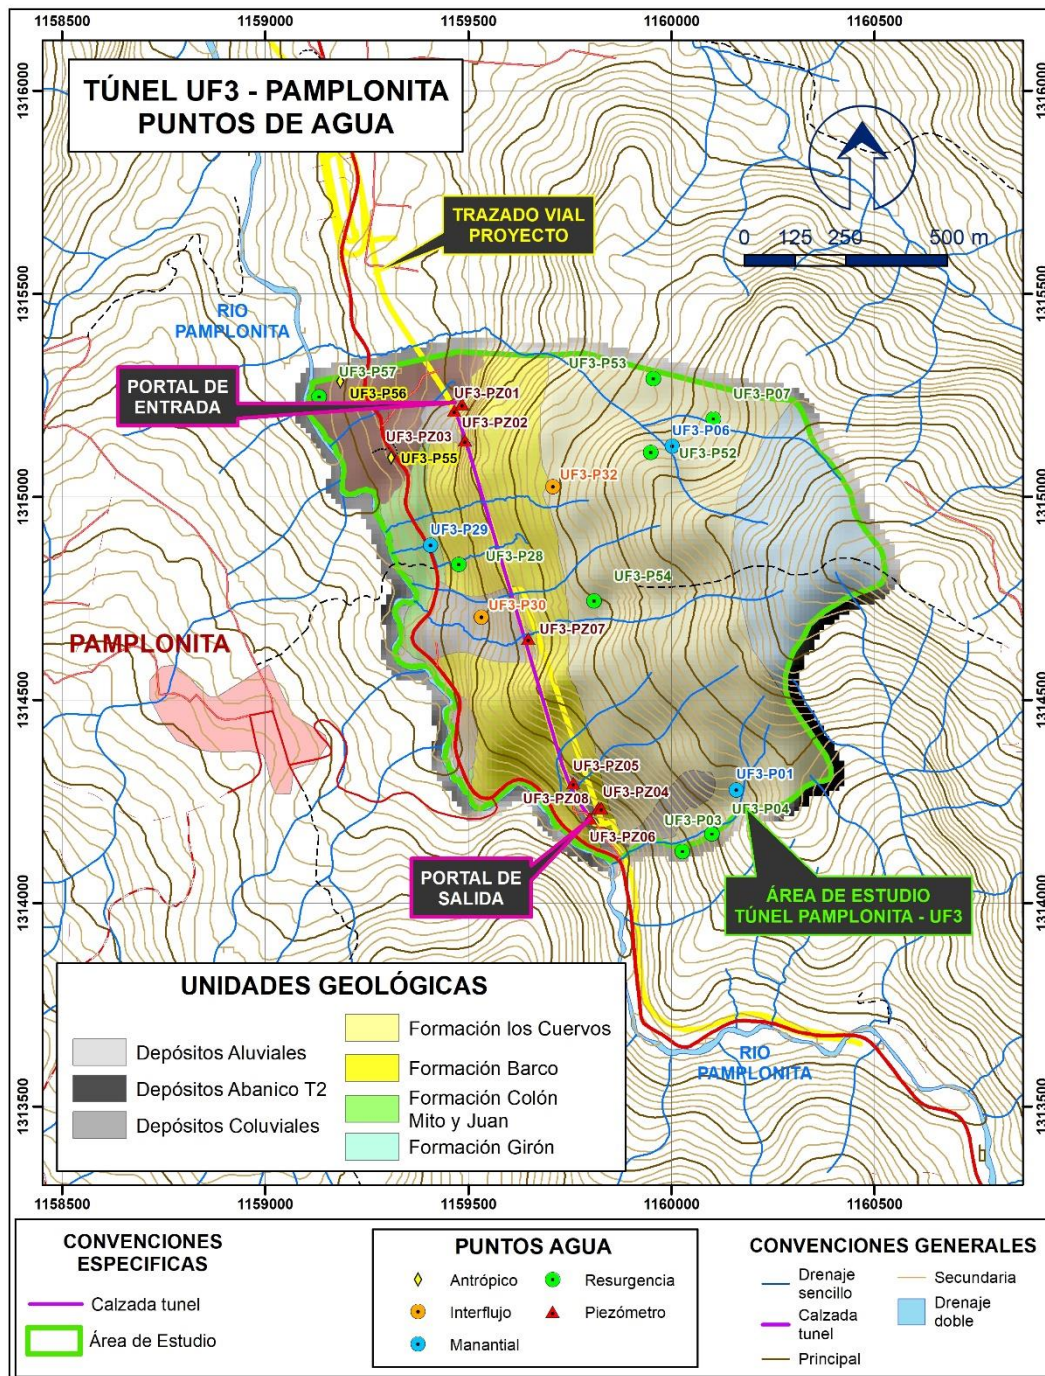 1158500 1159000 1159500 1160000 1160500
TÚNEL UF3 - PAMPLONITA
PUNTOS DE AGUA
1316000
1316000
TRAZADO VIAL
PROYECTO
0 125 250 500 m
1315500
1315500
RIO
PAMPLONITA
PORTAL DE
ENTRADA
UF3-P57
UF3-P56
UF3-P53
UF3-P07
UF3-PZ01
UF3-PZ02
UF3-PZ03
UF3-P55
UF3-P06
UF3-P52
UF3-P32
1315000
1315000
UF3-P29
UF3-P28
UF3-P54
UF3-P30
UF3-PZ07
PAMPLONITA
1314500
1314500
UF3-PZ05
UF3-PZ08
UF3-PZ04
UF3-PZ06
UF3-P01
UF3-P04
UF3-P03
PORTAL DE
SALIDA
ÁREA DE ESTUDIO
TÚNEL PAMPLONITA - UF3
1314000
1314000
UNIDADES GEOLÓGICAS
Depósitos Aluviales
Depósitos Abanico T2
Depósitos Coluviales
Formación los Cuervos
Formación Barco
Formación Colón
Mito y Juan
Formación Girón
RIO
PAMPLONITA
1313500
1313500
1158500 1159000 1159500 1160000 1160500
CONVENCIONES
ESPECIFICAS
Calzada tunel
Área de Estudio
PUNTOS AGUA
Antrópico
Interflujo
Manantial
Resurgencia
Piezómetro
CONVENCIONES GENERALES
Drenaje
sencillo
Calzada
tunel
Principal
Secundaria
Drenaje
doble